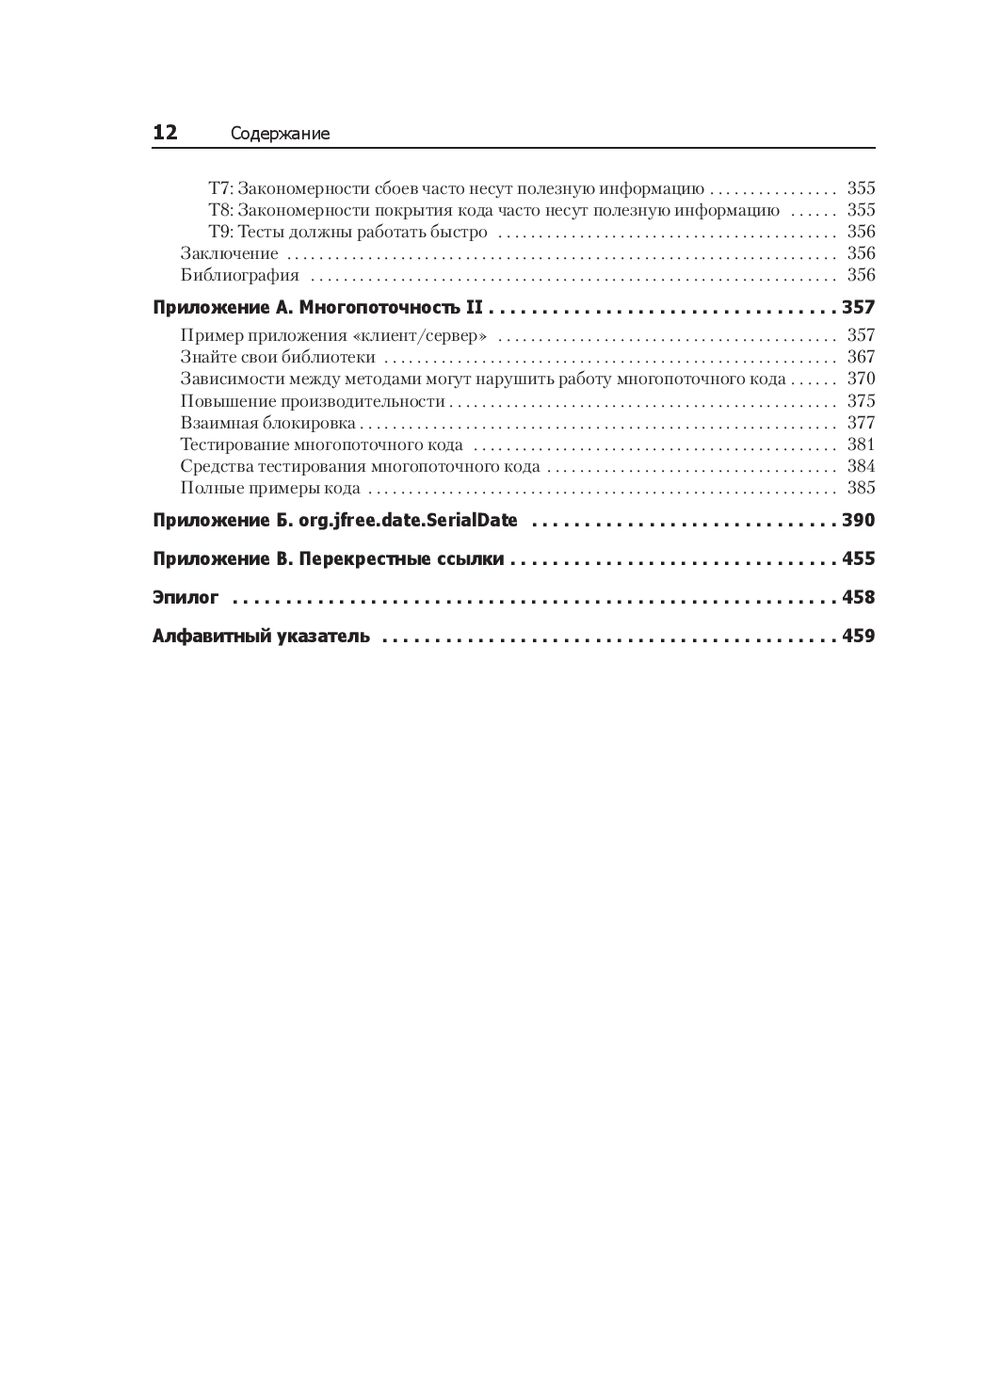 12 Содержание
Т7: Закономерности сбоев часто несут полезную информацию . . . . . . . . . . . . . . . . 355
Т8: Закономерности покрытия кода часто несут полезную информацию . . . . . . 355
Т9: Тесты должны работать быстро . . . . . . . . . . . . . . . . . . . . . . . . . . . . . . . . . . . . . . . . . . 356
Заключение . . . . . . . . . . . . . . . . . . . . . . . . . . . . . . . . . . . . . . . . . . . . . . . . . . . . . . . . . . . . . . . . . . . . 356
Библиография . . . . . . . . . . . . . . . . . . . . . . . . . . . . . . . . . . . . . . . . . . . . . . . . . . . . . . . . . . . . . . . . . 356
Приложение А. Многопоточность II . . . . . . . . . . . . . . . . . . . . . . . . . . . . . . . . . 357
Пример приложения «клиент/сервер» . . . . . . . . . . . . . . . . . . . . . . . . . . . . . . . . . . . . . . . . . . 357
Знайте свои библиотеки . . . . . . . . . . . . . . . . . . . . . . . . . . . . . . . . . . . . . . . . . . . . . . . . . . . . . . . . 367
Зависимости между методами могут нарушить работу многопоточного кода . . . . . . 370
Повышение производительности . . . . . . . . . . . . . . . . . . . . . . . . . . . . . . . . . . . . . . . . . . . . . . . . 375
Взаимная блокировка . . . . . . . . . . . . . . . . . . . . . . . . . . . . . . . . . . . . . . . . . . . . . . . . . . . . . . . . . . . 377
Тестирование многопоточного кода . . . . . . . . . . . . . . . . . . . . . . . . . . . . . . . . . . . . . . . . . . . . . 381
Средства тестирования многопоточного кода . . . . . . . . . . . . . . . . . . . . . . . . . . . . . . . . . . . . 384
Полные примеры кода . . . . . . . . . . . . . . . . . . . . . . . . . . . . . . . . . . . . . . . . . . . . . . . . . . . . . . . . . . 385
Приложение Б. org.jfree.date.SerialDate . . . . . . . . . . . . . . . . . . . . . . . . . . . . . 390
Приложение В. Перекрестные ссылки . . . . . . . . . . . . . . . . . . . . . . . . . . . . . . . 455
Эпилог . . . . . . . . . . . . . . . . . . . . . . . . . . . . . . . . . . . . . . . . . . . . . . . . . . . . . . . . . 458
Алфавитный указатель . . . . . . . . . . . . . . . . . . . . . . . . . . . . . . . . . . . . . . . . . . . 459